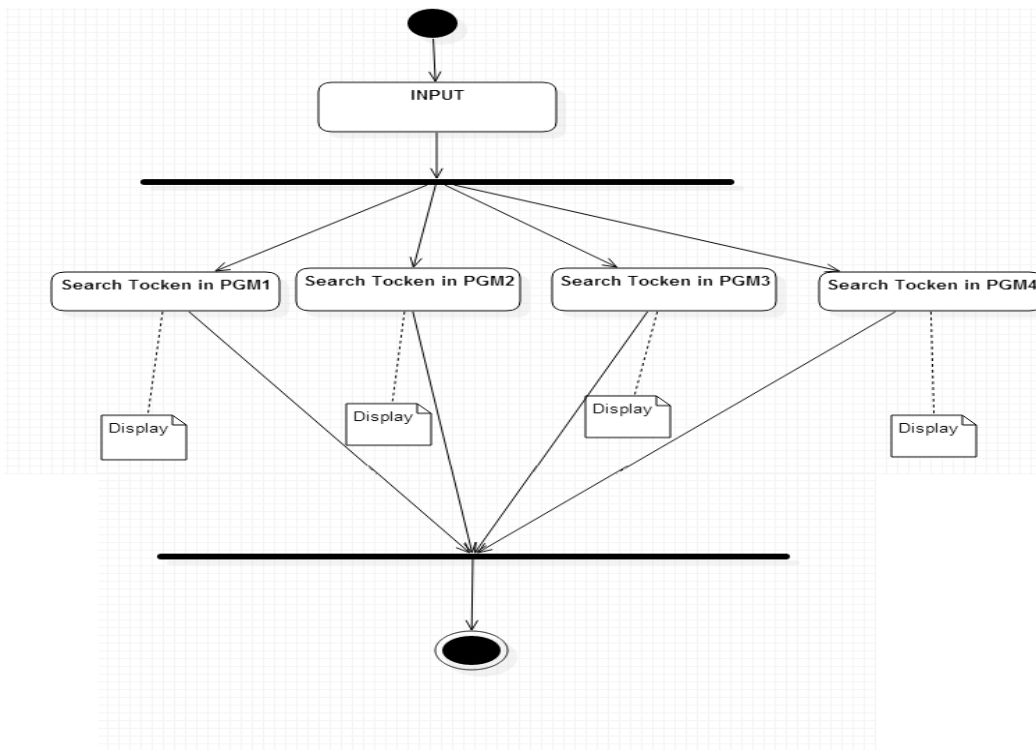 INPUT
Search Tocken in PGM1
Search Tocken in PGM2
Search Tocken in PGM3
Search Tocken in PGM4
Display
Display
Display
Display